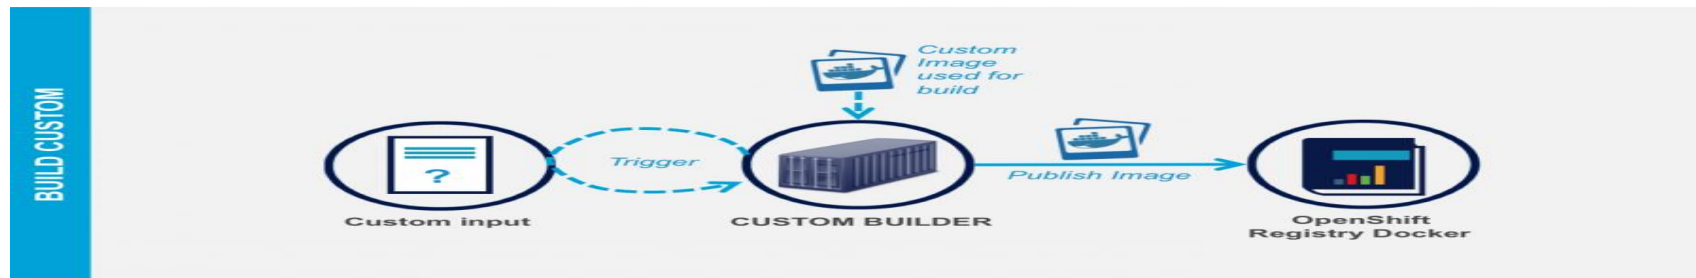 BUILD CUSTOM
Custom
Image
used for
build
?
Trigger
Publish Image
Custom input
CUSTOM BUILDER
OpenShift
Registry Docker